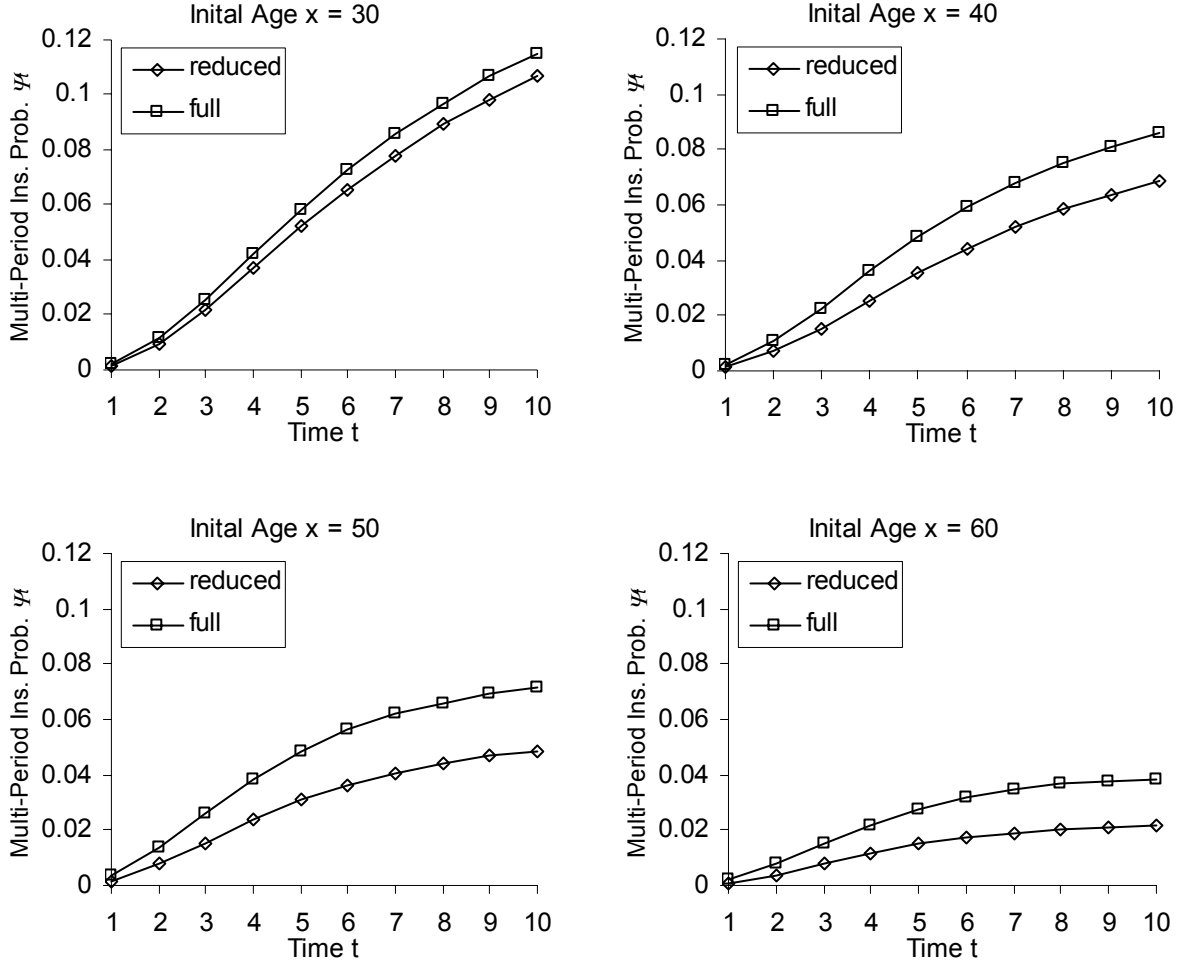 Inital Age x = 30
Multi-Period Ins. Prob. Ψt
0.12
0.1
0.08
0.06
0.04
0.02
0
reduced
full
1 2 3 4 5 6 7 8 9 10
Time t
Inital Age x = 40
Multi-Period Ins. Prob. Ψt
0.12
0.1
0.08
0.06
0.04
0.02
0
reduced
full
1 2 3 4 5 6 7 8 9 10
Time t
Inital Age x = 50
Multi-Period Ins. Prob. Ψt
0.12
0.1
0.08
0.06
0.04
0.02
0
reduced
full
1 2 3 4 5 6 7 8 9 10
Time t
Inital Age x = 60
Multi-Period Ins. Prob. Ψt
0.12
0.1
0.08
0.06
0.04
0.02
0
reduced
full
1 2 3 4 5 6 7 8 9 10
Time t